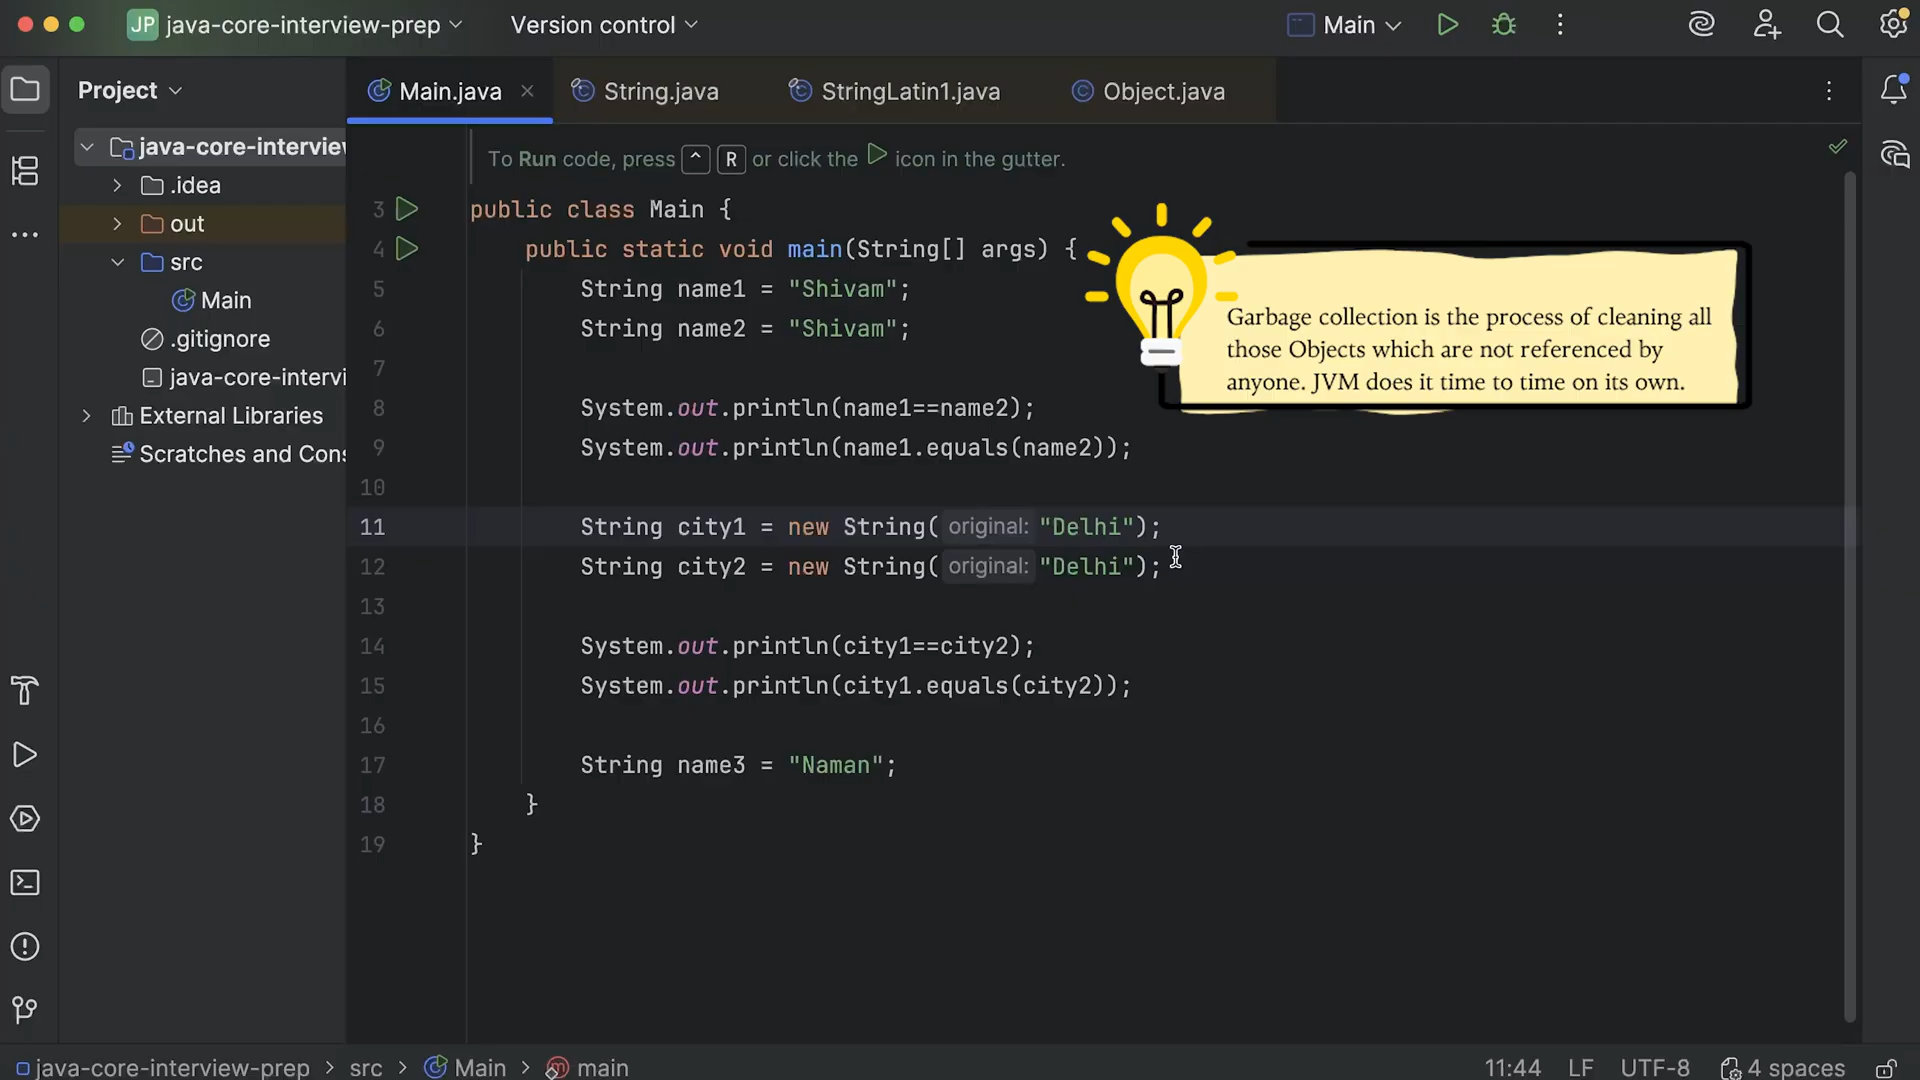 JP java-core-interview-prep
Version control
Main
Project
Main.java
String.java
StringLatin1.java
Object.java
java-core-interview
.idea
out
src
Main
.gitignore
java-core-intervi
External Libraries
Scratches and Cons
To Run code, press ^ R or click the icon in the gutter.
3 public class Main {
4 public static void main(String[] args) {
5 String name1 = "Shivam";
6 String name2 = "Shivam";
7
8 System.out.println(name1==name2);
9 System.out.println(name1.equals(name2));
10
11 String city1 = new String( original: "Delhi");
12 String city2 = new String( original: "Delhi");
13
14 System.out.println(city1==city2);
15 System.out.println(city1.equals(city2));
16
17 String name3 = "Naman";
18 }
19 }
Garbage collection is the process of cleaning all
those Objects which are not referenced by
anyone. JVM does it time to time on its own.
java-core-interview-prep > src > Main > m main
11:44 LF UTF-8 4 spaces